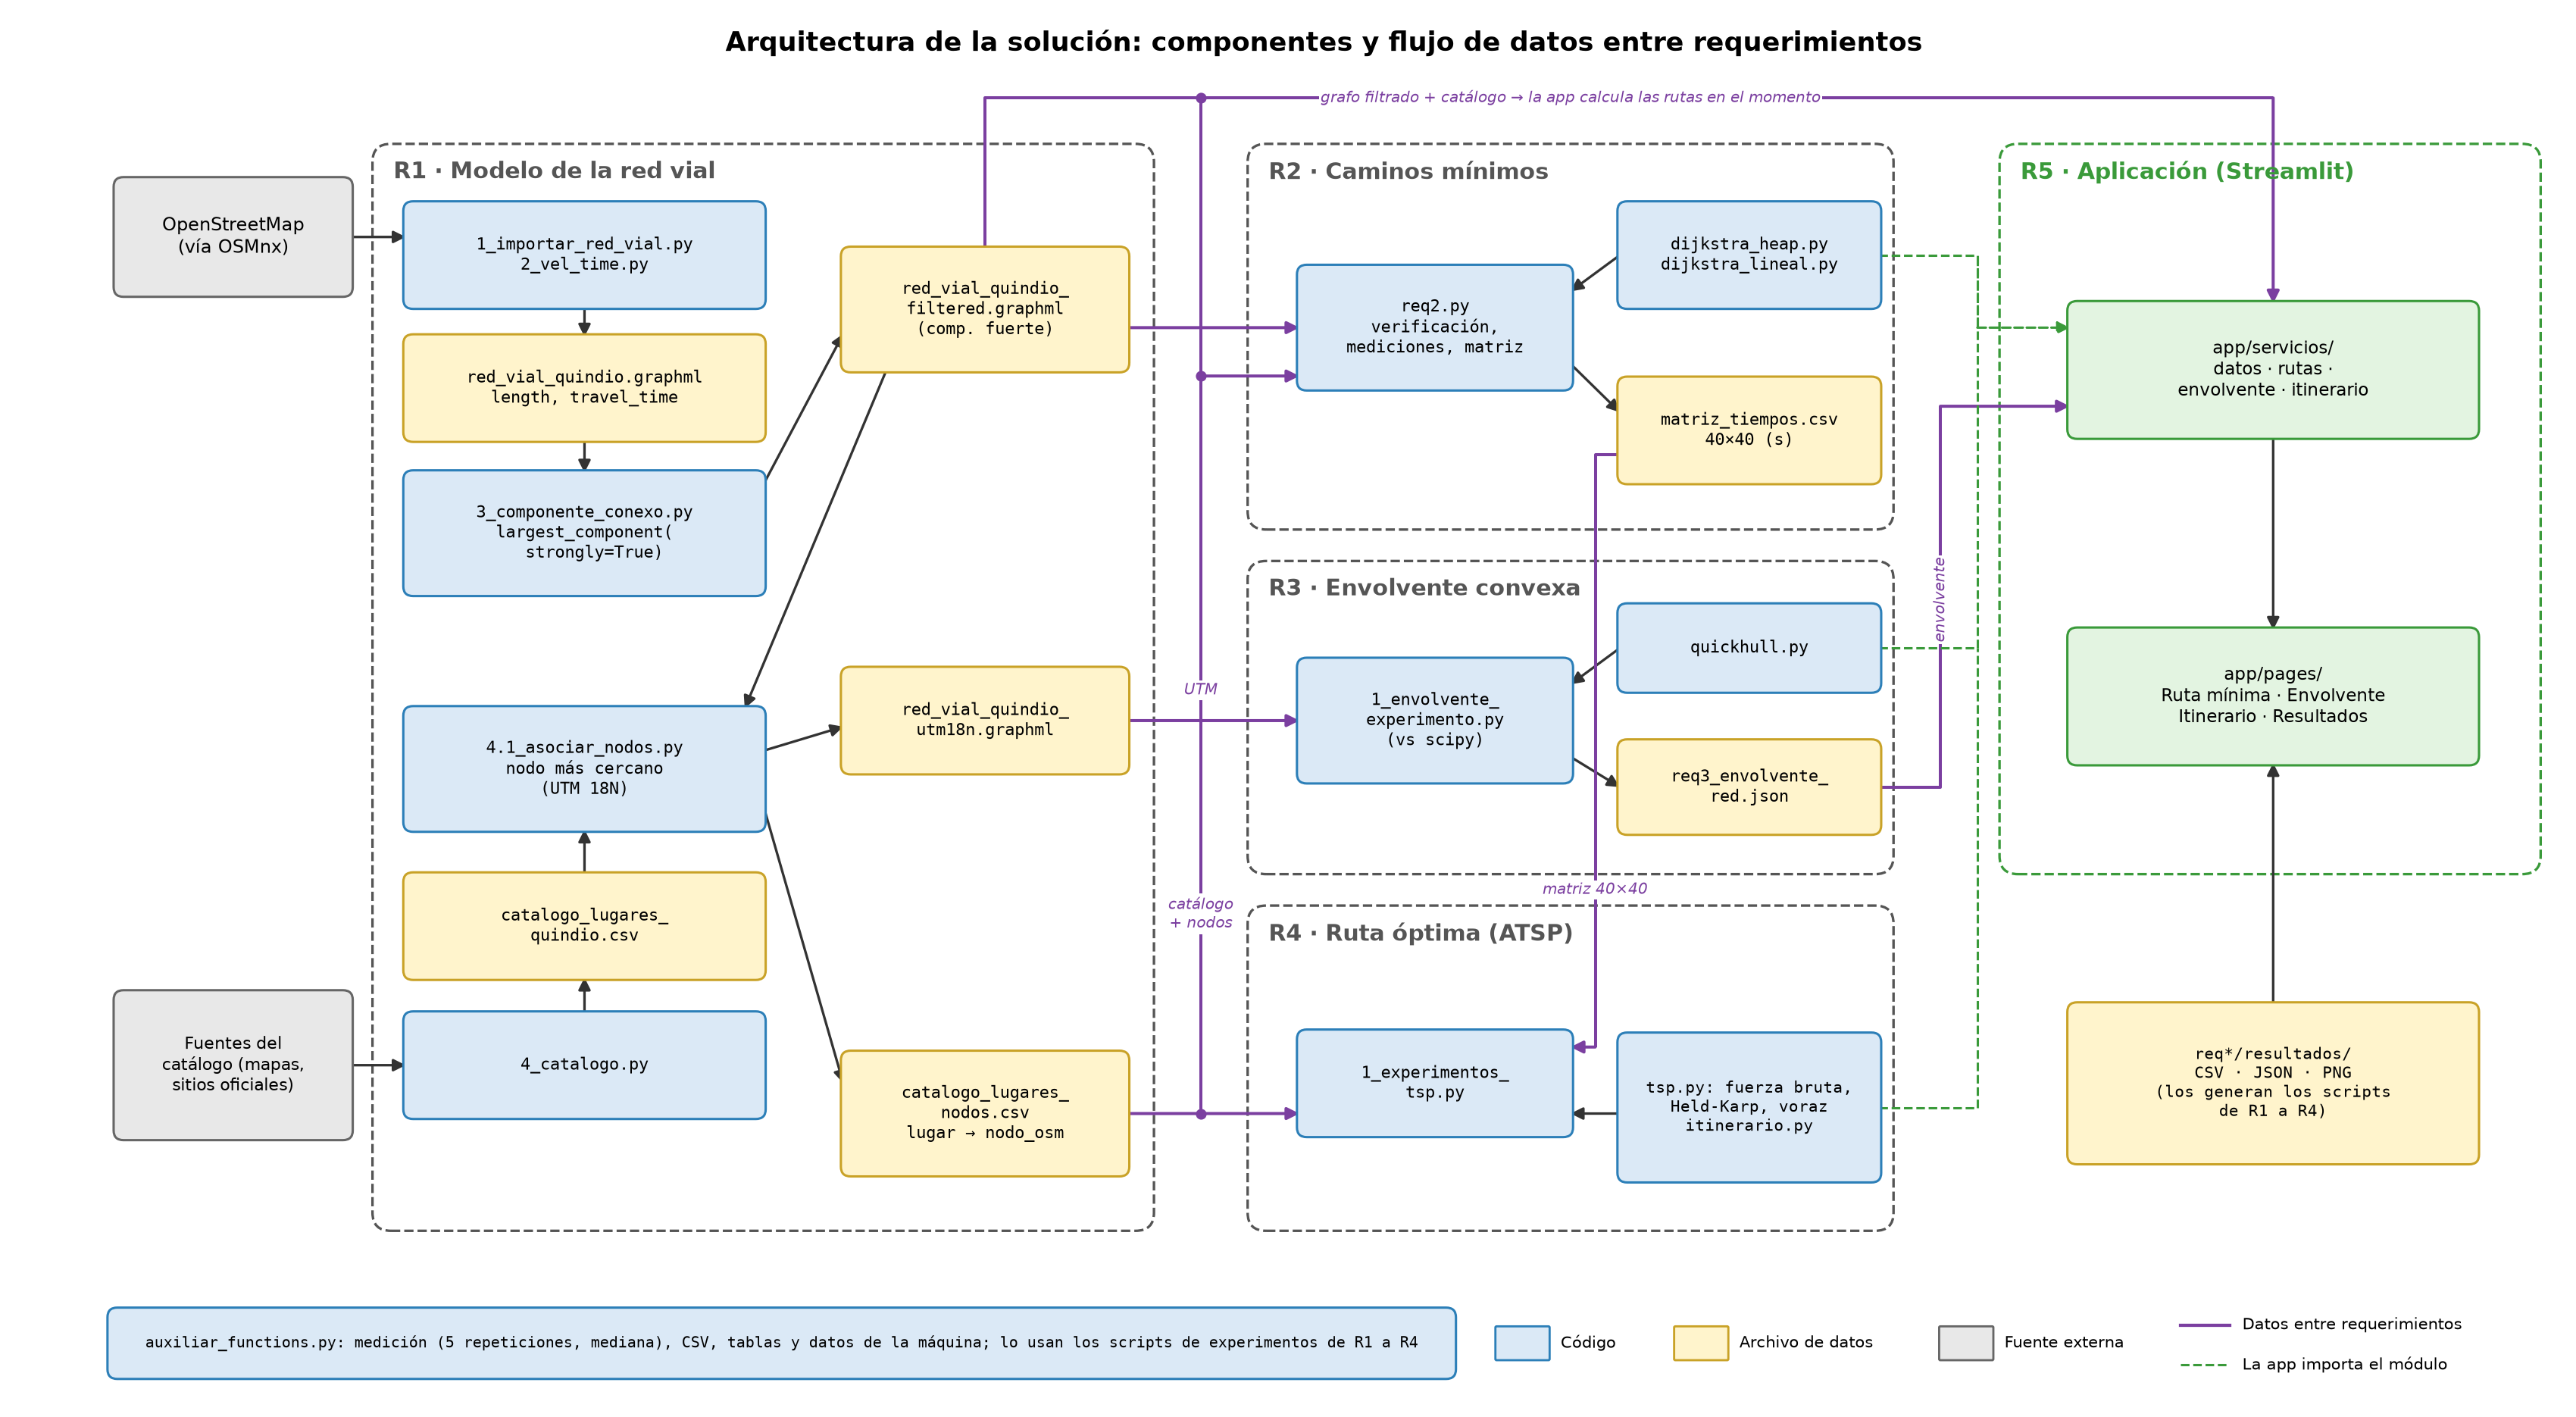 Arquitectura de la solución: componentes y flujo de datos entre requerimientos
grafo filtrado + catálogo → la app calcula las rutas en el momento
OpenStreetMap
(vía OSMnx)
Fuentes del
catálogo (mapas,
sitios oficiales)
R1 · Modelo de la red vial
1_importar_red_vial.py
2_vel_time.py
red_vial_quindio.graphml
length, travel_time
3_componente_conexo.py
largest_component(
strongly=True)
red_vial_quindio_
filtered.graphml
(comp. fuerte)
4.1_asociar_nodos.py
nodo más cercano
(UTM 18N)
red_vial_quindio_
utm18n.graphml
catalogo_lugares_
quindio.csv
4_catalogo.py
catalogo_lugares_
nodos.csv
lugar → nodo_osm
UTM
catálogo
+ nodos
R2 · Caminos mínimos
req2.py
verificación,
mediciones, matriz
dijkstra_heap.py
dijkstra_lineal.py
matriz_tiempos.csv
40×40 (s)
R3 · Envolvente convexa
1_envolvente_
experimento.py
(vs scipy)
quickhull.py
req3_envolvente_
red.json
matriz 40×40
envolvente
R4 · Ruta óptima (ATSP)
1_experimentos_
tsp.py
tsp.py: fuerza bruta,
Held-Karp, voraz
itinerario.py
R5 · Aplicación (Streamlit)
app/servicios/
datos · rutas ·
envolvente · itinerario
app/pages/
Ruta mínima · Envolvente
Itinerario · Resultados
req*/resultados/
CSV · JSON · PNG
(los generan los scripts
de R1 a R4)
auxiliar_functions.py: medición (5 repeticiones, mediana), CSV, tablas y datos de la máquina; lo usan los scripts de experimentos de R1 a R4
Código
Archivo de datos
Fuente externa
Datos entre requerimientos
La app importa el módulo